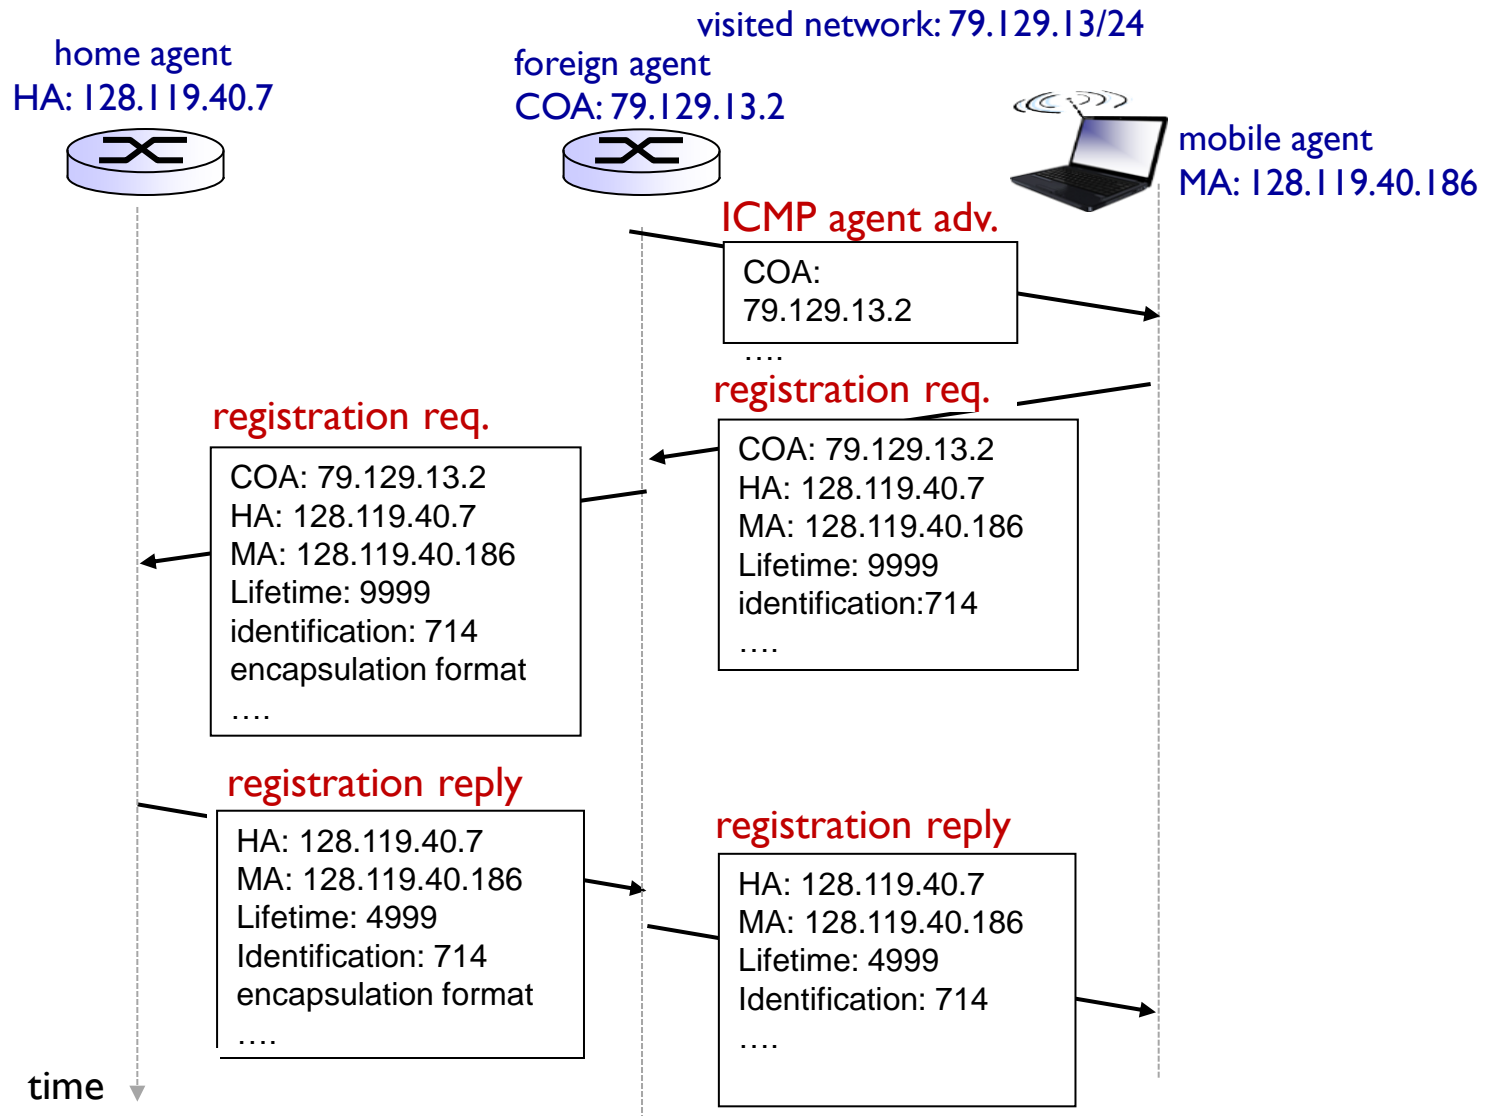 visited network: 79.129.13/24
home agent
HA: 128.119.40.7
foreign agent
COA: 79.129.13.2
mobile agent
MA: 128.119.40.186
ICMP agent adv.
COA:
79.129.13.2
….
registration req.
COA: 79.129.13.2
HA: 128.119.40.7
MA: 128.119.40.186
Lifetime: 9999
identification:714
….
registration req.
COA: 79.129.13.2
HA: 128.119.40.7
MA: 128.119.40.186
Lifetime: 9999
identification: 714
encapsulation format
….
registration reply
HA: 128.119.40.7
MA: 128.119.40.186
Lifetime: 4999
Identification: 714
encapsulation format
….
registration reply
HA: 128.119.40.7
MA: 128.119.40.186
Lifetime: 4999
Identification: 714
….
time